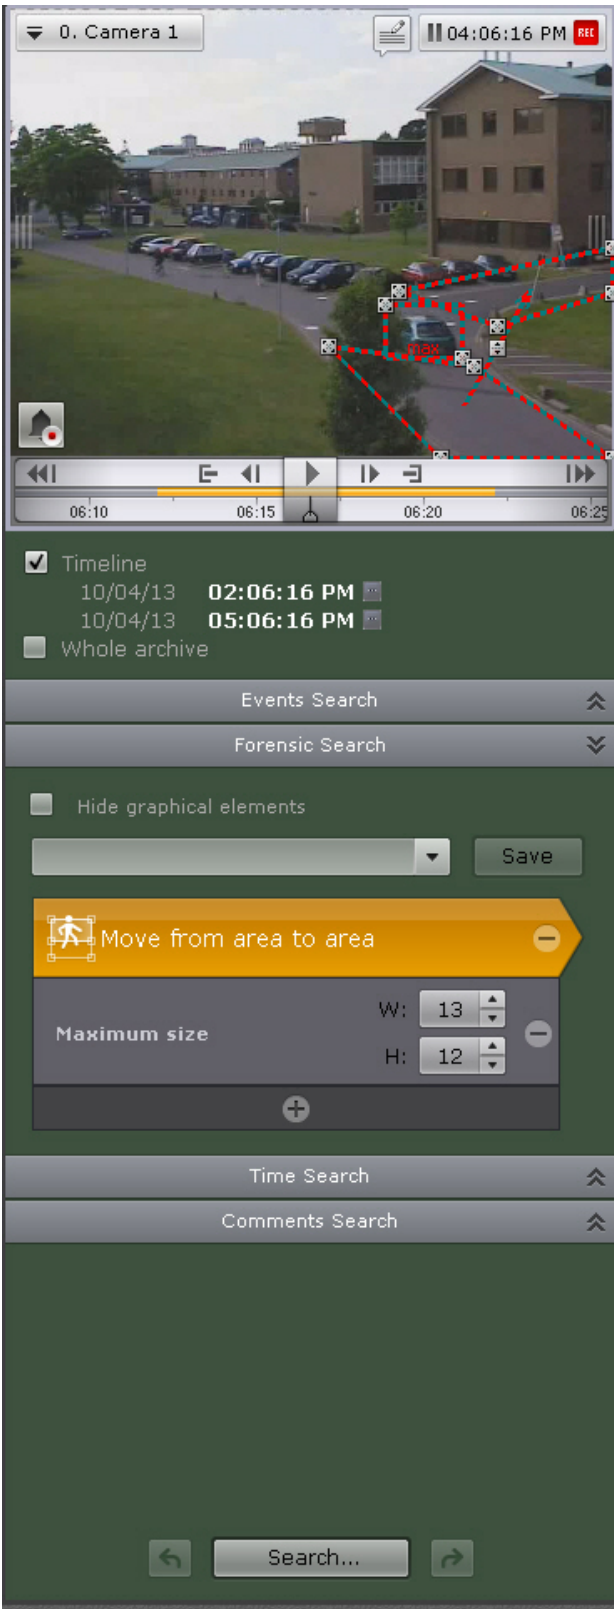 0. Camera 1
04:06:16 PM REC
max
06:10 06:15 06:20 06:25
Timeline
10/04/13 02:06:16 PM
10/04/13 05:06:16 PM
Whole archive
Events Search
Forensic Search
Hide graphical elements
Save
Move from area to area
Maximum size
W: 13
H: 12
Time Search
Comments Search
Search...